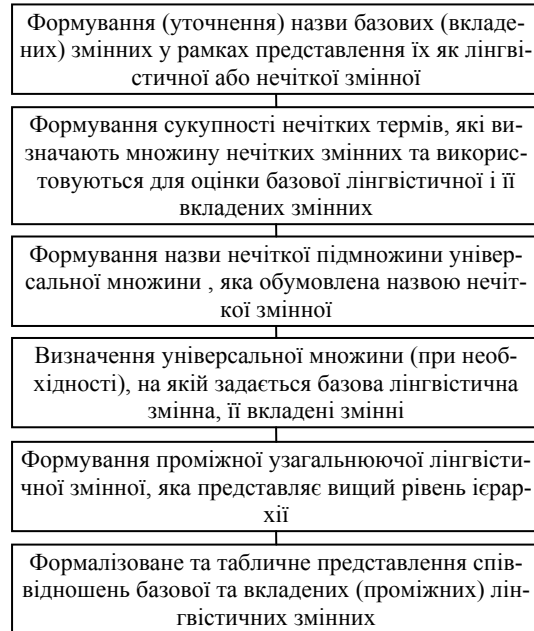 Формування (уточнення) назви базових (вкладе-
них) змінних у рамках представлення їх як лінгві-
стичної або нечіткої змінної
Формування сукупності нечітких термів, які ви-
значають множину нечітких змінних та викорис-
товуються для оцінки базової лінгвістичної і її
вкладених змінних
Формування назви нечіткої підмножини універ-
сальної множини , яка обумовлена назвою нечіт-
кої змінної
Визначення універсальної множини (при необ-
хідності), на якій задається базова лінгвістична
змінна, її вкладені змінні
Формування проміжної узагальнюючої лінгвісти-
чної змінної, яка представляє вищий рівень ієрар-
хії
Формалізоване та табличне представлення спів-
відношень базової та вкладених (проміжних) лін-
гвістичних змінних